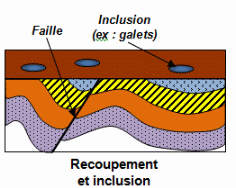 Inclusion
(ex : galets)
Faille
Recoupement
et inclusion